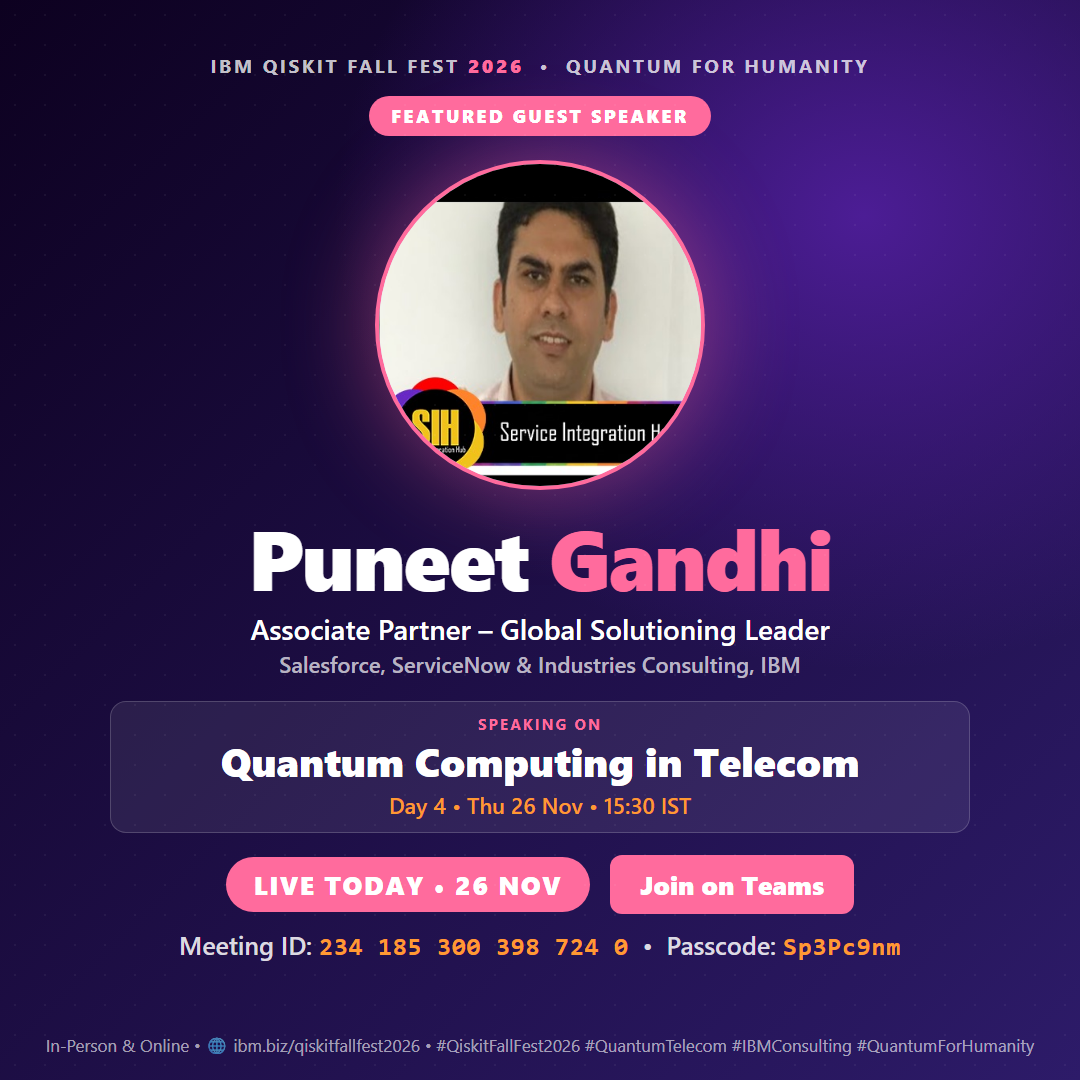 IBM QISKIT FALL FEST 2026 • QUANTUM FOR HUMANITY
FEATURED GUEST SPEAKER
SIH
Service Integration
Puneet Gandhi
Associate Partner – Global Solutioning Leader
Salesforce, ServiceNow & Industries Consulting, IBM
SPEAKING ON
Quantum Computing in Telecom
Day 4 • Thu 26 Nov • 15:30 IST
LIVE TODAY • 26 NOV
Join on Teams
Meeting ID: 234 185 300 398 724 0 • Passcode: Sp3Pc9nm
In-Person & Online • 🌐 ibm.biz/qiskitfallfest2026 • #QiskitFallFest2026 #QuantumTelecom #IBMConsulting #QuantumForHumanity